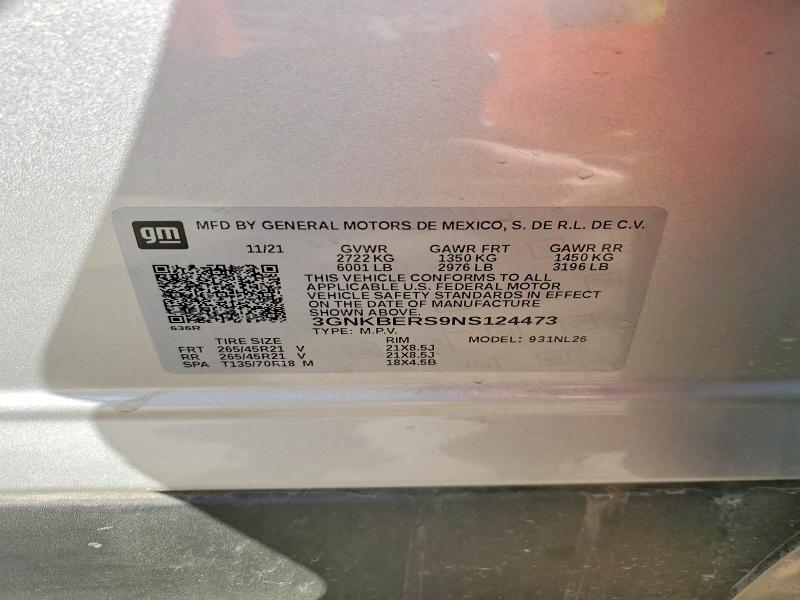 gm MFD BY GENERAL MOTORS DE MEXICO, S. DE R.L. DE C.V.
11/21 GVWR GAWR FRT GAWR RR
2722 KG 1350 KG 1450 KG
6001 LB 2976 LB 3196 LB
THIS VEHICLE CONFORMS TO ALL
APPLICABLE U.S. FEDERAL MOTOR
VEHICLE SAFETY STANDARDS IN EFFECT
ON THE DATE OF MANUFACTURE
SHOWN ABOVE.
3GNKBERS9NS124473
636R
TYPE: M.P.V.
TIRE SIZE RIM MODEL: 931NL26
FRT 265/45R21 V 21X8.5J
RR 265/45R21 V 21X8.5J
SPA T135/70R18 M 18X4.5B